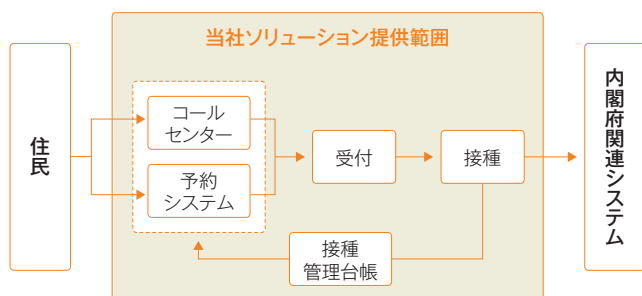 当社ソリューション提供範囲
住民
コール
センター
予約
システム
受付
接種
接種
管理台帳
内閣府関連システム